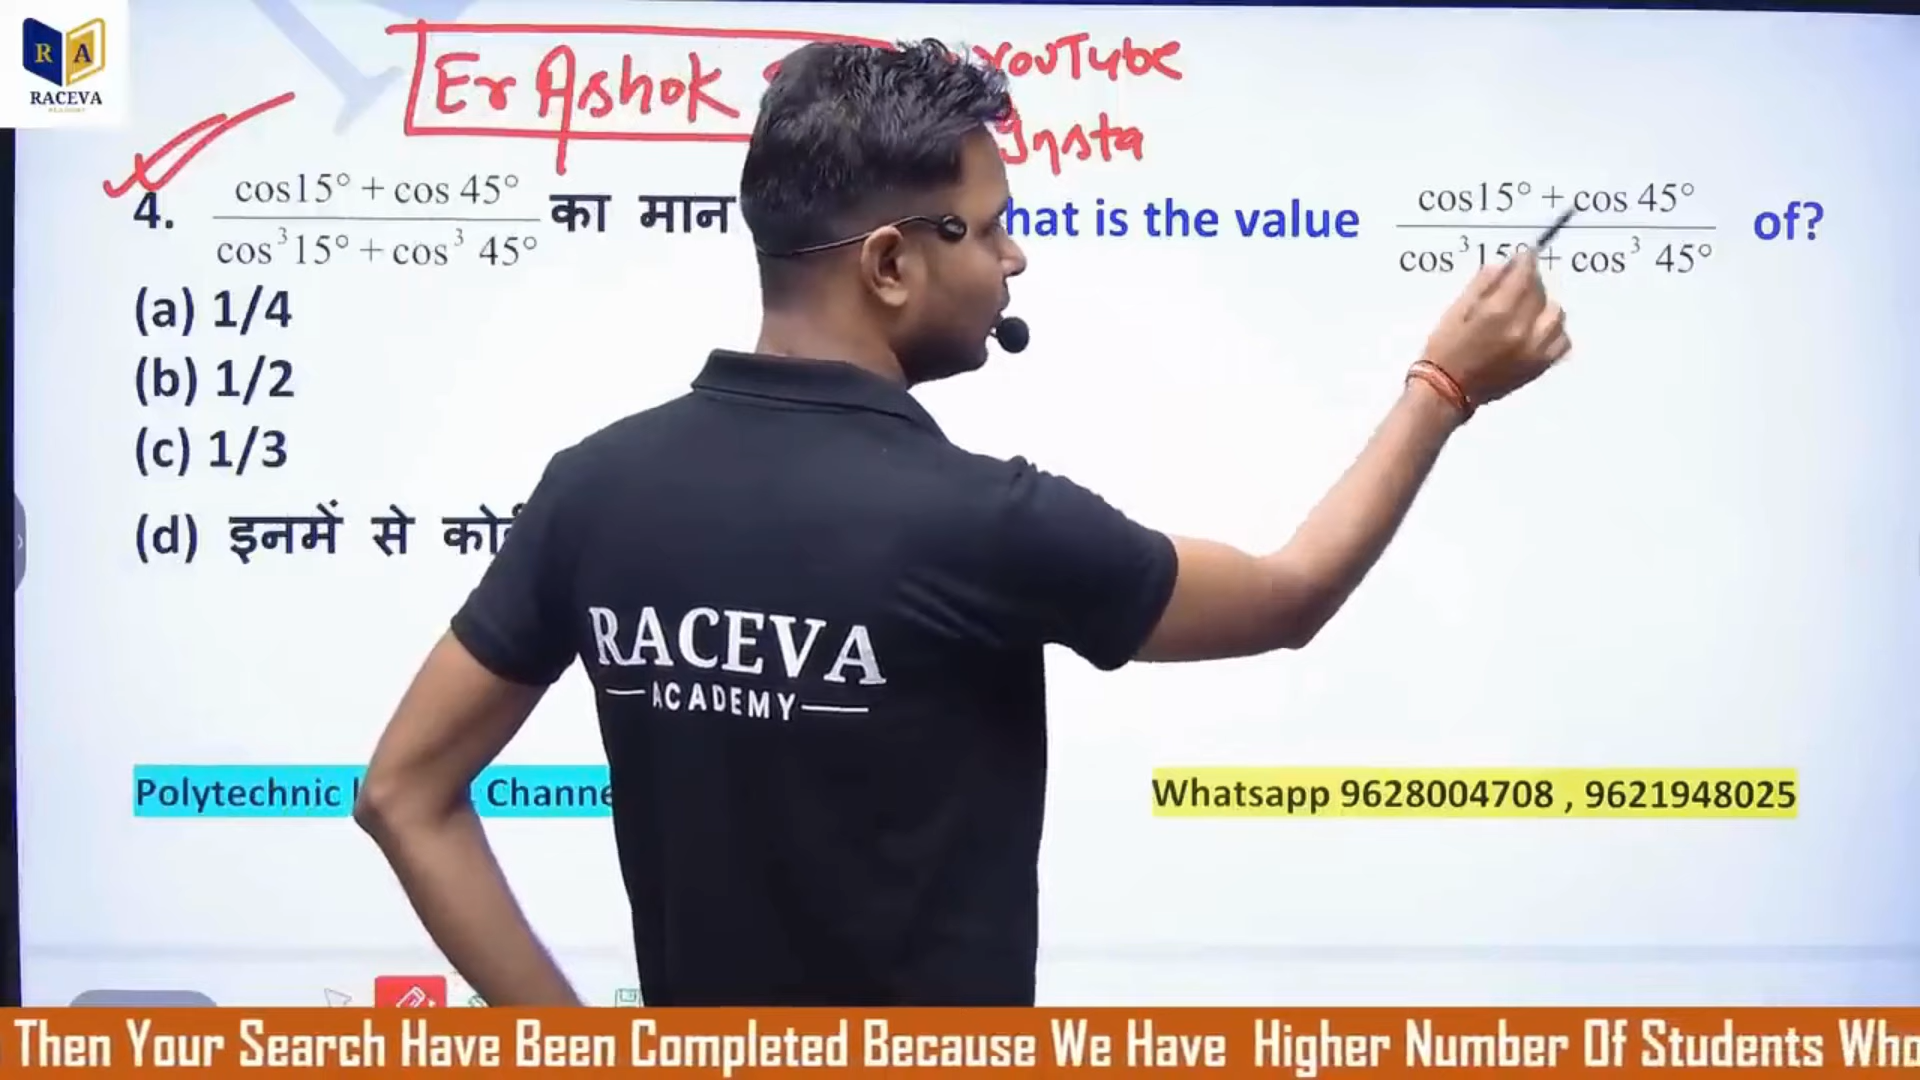 RA
RACEVA
Er Ashok
YouTube
Insta
4. cos15° + cos 45° / cos³15° + cos³ 45° का मान
hat is the value cos15° + cos 45° / cos³15° + cos³ 45° of?
(a) 1/4
(b) 1/2
(c) 1/3
(d) इनमें से
RACEVA
ACADEMY
Polytechnic
Whatsapp 9628004708 , 9621948025
Then Your Search Have Been Completed Because We Have Higher Number Of Students Who